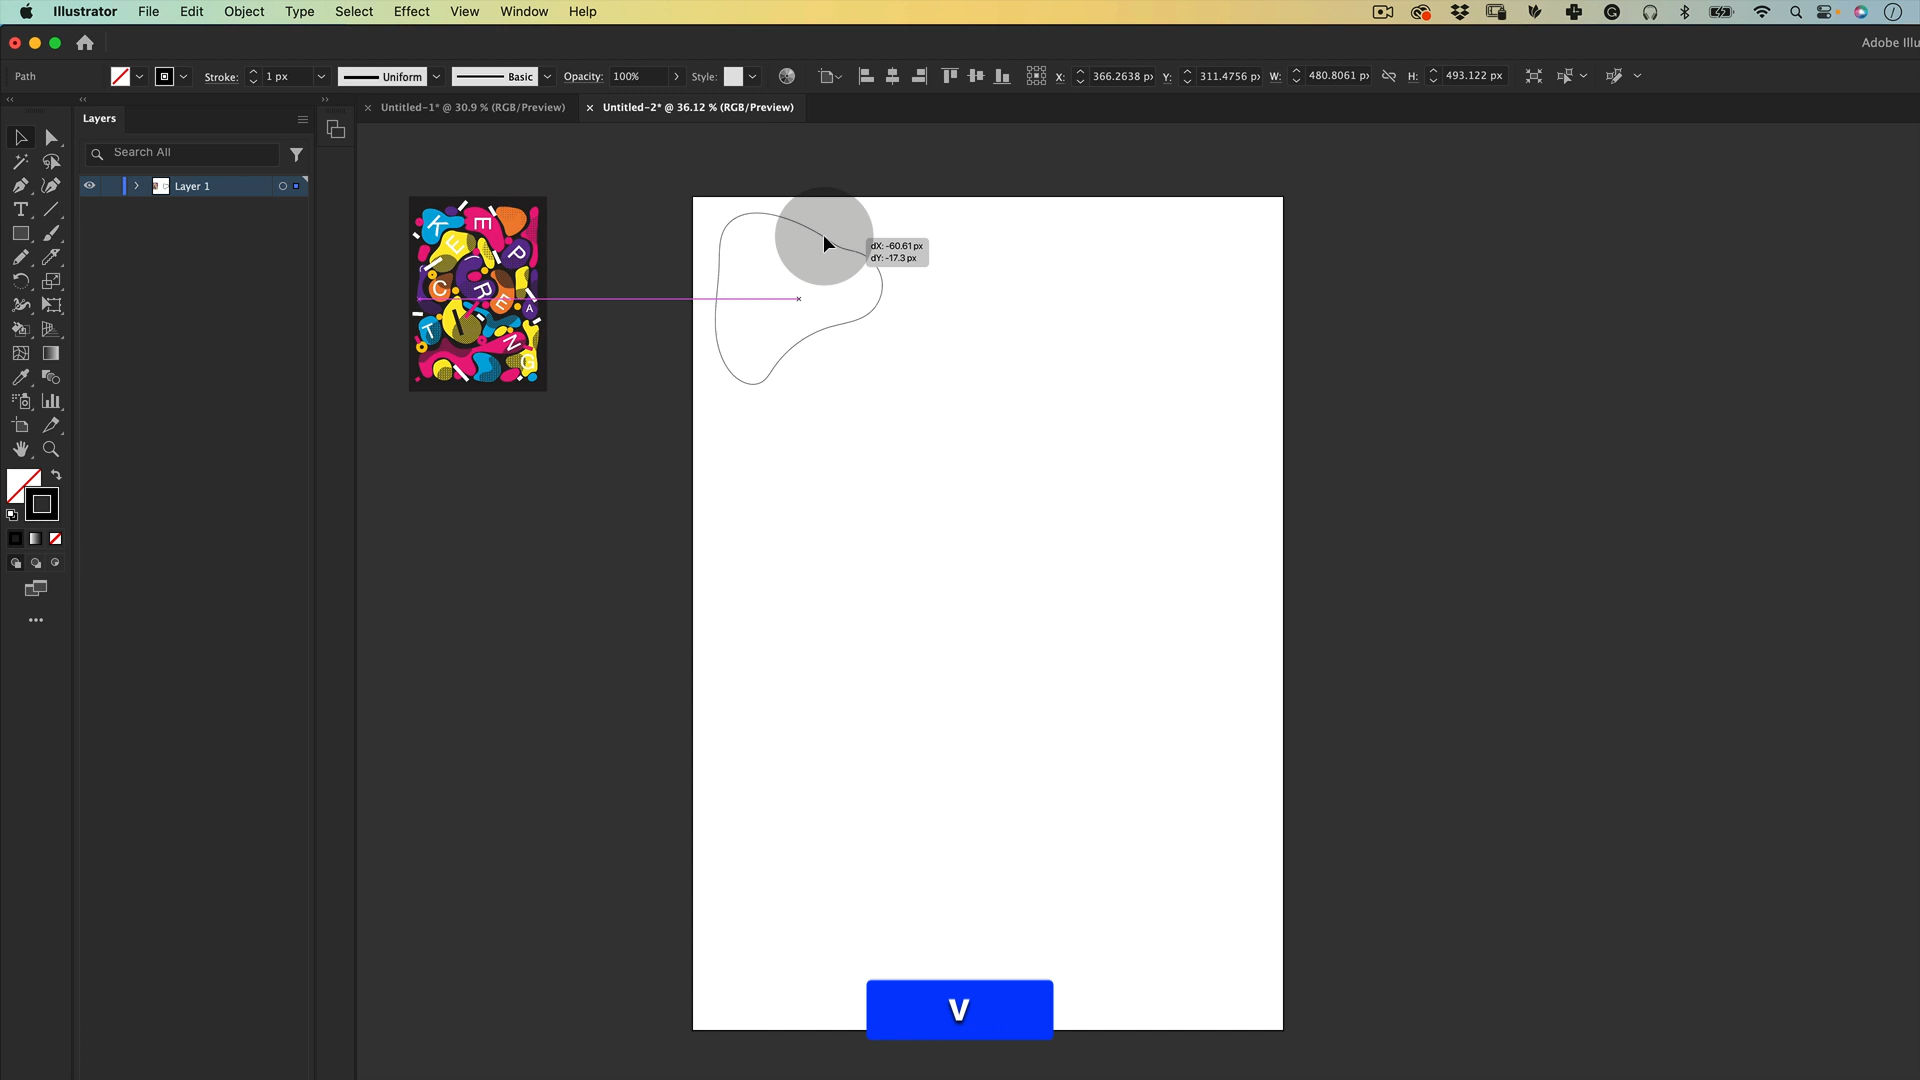 Illustrator File Edit Object Type Select Effect View Window Help
Adobe Illu
Path Stroke: 1 px Uniform Basic Opacity: 100% Style: X: 366.2638 px Y: 311.4756 px W: 480.8061 px H: 493.122 px
Untitled-1* @ 30.9 % (RGB/Preview) Untitled-2* @ 36.12 % (RGB/Preview)
Layers
Search All
Layer 1
K E E P
C R E A
T I N G
dX: -60.61 px
dY: -17.3 px
V